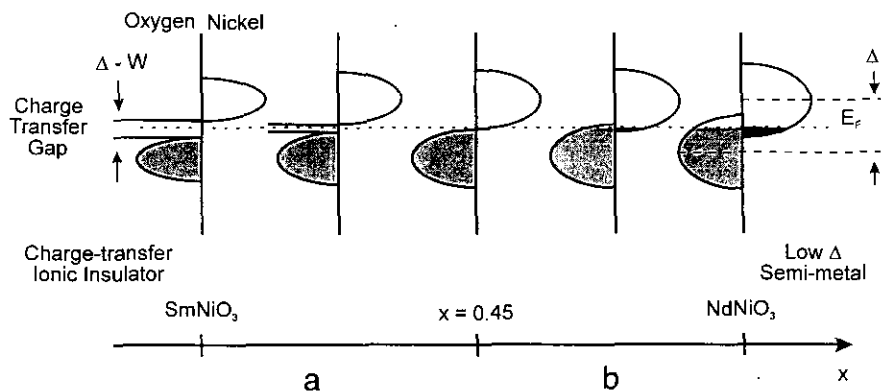 Oxygen Nickel
Δ - W
Charge
Transfer
Gap
Δ
E_F
Charge-transfer
Ionic Insulator
Low Δ
Semi-metal
SmNiO₃
x = 0.45
NdNiO₃
a
b
x